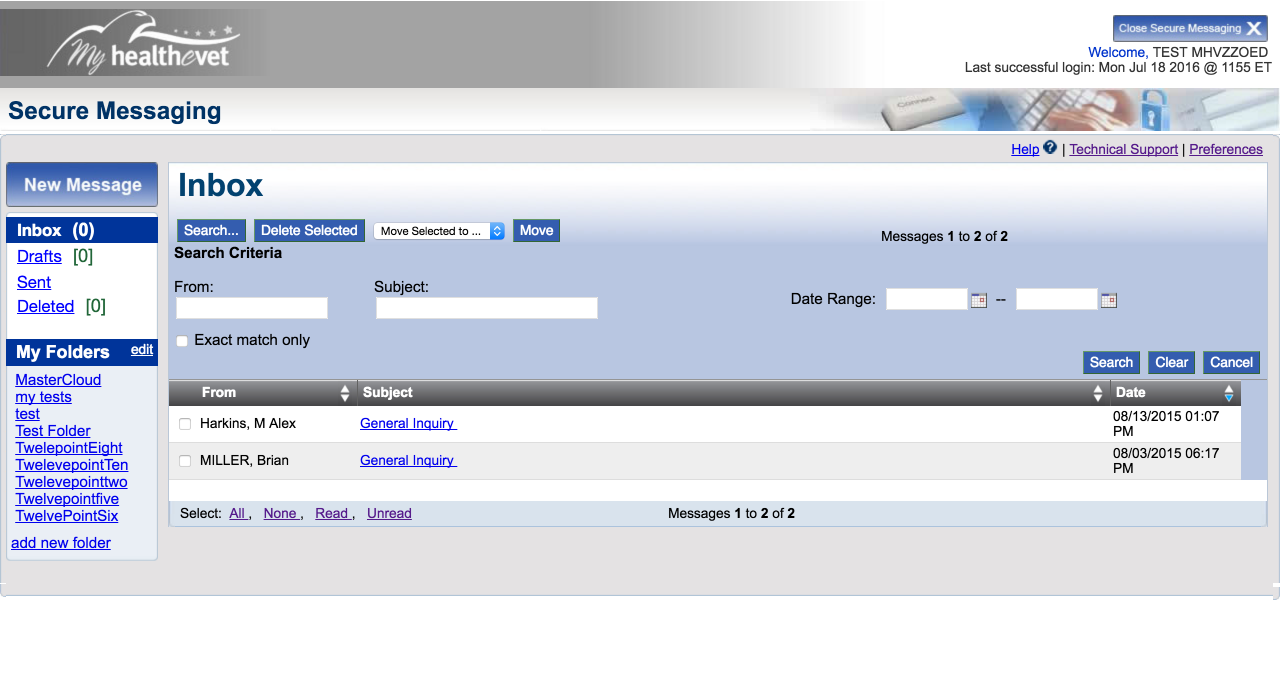 My healthevet
Close Secure Messaging X
Welcome, TEST MHVZZOED
Last successful login: Mon Jul 18 2016 @ 1155 ET
Secure Messaging
Connect
Help ? | Technical Support | Preferences
New Message
Inbox (0)
Drafts [0]
Sent
Deleted [0]
My Folders edit
MasterCloud
my tests
test
Test Folder
TwelepointEight
TwelevepointTen
Twelevepointtwo
Twelvepointfive
TwelvePointSix
add new folder
Inbox
Search... Delete Selected Move Selected to ... Move
Messages 1 to 2 of 2
Search Criteria
From: Subject:
Date Range: --
Exact match only
Search Clear Cancel
From Subject Date
Harkins, M Alex General Inquiry 08/13/2015 01:07
PM
MILLER, Brian General Inquiry 08/03/2015 06:17
PM
Select: All , None , Read , Unread Messages 1 to 2 of 2